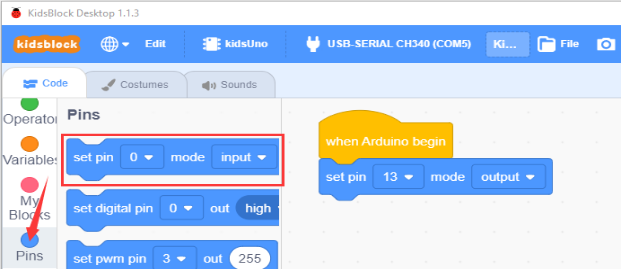 KidsBlock Desktop 1.1.3
kidsblock Edit kidsUno USB-SERIAL CH340 (COM5) Ki... File
Code Costumes Sounds
Operator
Variables
My
Blocks
Pins
Pins
set pin 0 mode input
set digital pin 0 out high
set pwm pin 3 out 255
when Arduino begin
set pin 13 mode output